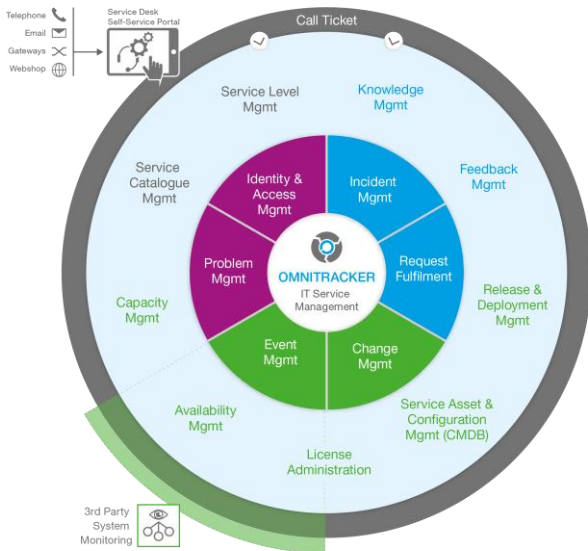 Telephone
Email
Gateways
Webshop
Service Desk
Self-Service Portal
Call Ticket
Service Level
Mgmt
Knowledge
Mgmt
Service
Catalogue
Mgmt
Identity &
Access
Mgmt
Incident
Mgmt
Feedback
Mgmt
Problem
Mgmt
OMNITRACKER
IT Service
Management
Request
Fulfilment
Capacity
Mgmt
Release &
Deployment
Mgmt
Event
Mgmt
Change
Mgmt
Availability
Mgmt
Service Asset &
Configuration
Mgmt (CMDB)
License
Administration
3rd Party
System
Monitoring